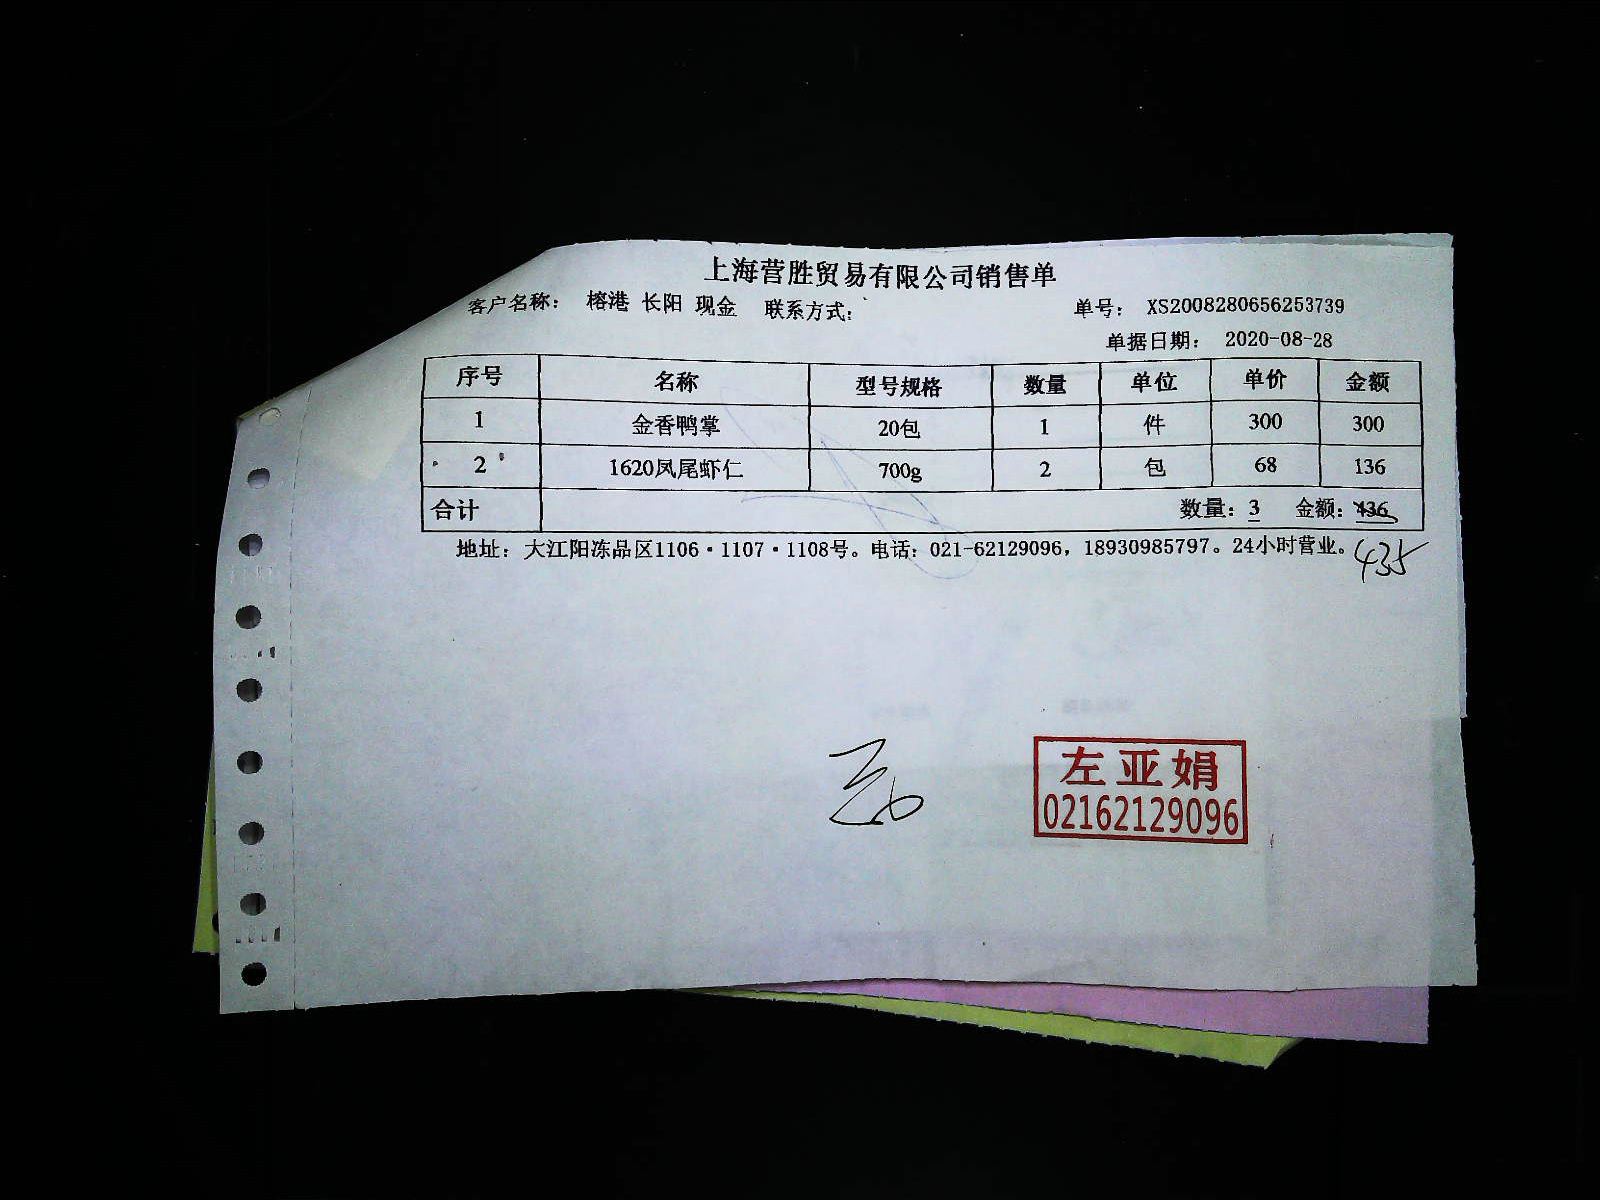 上海营胜贸易有限公司销售单
客户名称： 榕港 长阳 现金 联系方式： 单号： XS2008280656253739
单据日期： 2020-08-28
序号 名称 型号规格 数量 单位 单价 金额
1 金香鸭掌 20包 1 件 300 300
2 1620凤尾虾仁 700g 2 包 68 136
合计 数量：3 金额：436
地址：大江阳冻品区1106·1107·1108号。电话：021-62129096，18930985797。24小时营业。
435
左亚娟
02162129096